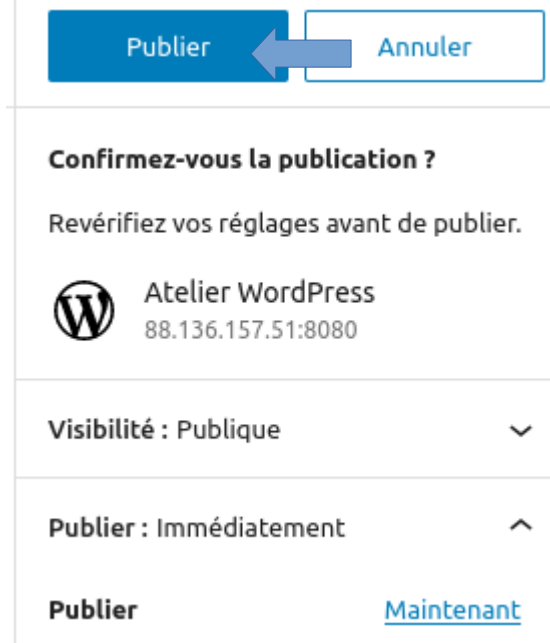 Publier Annuler
Confirmez-vous la publication ?
Revérifiez vos réglages avant de publier.
Atelier WordPress
88.136.157.51:8080
Visibilité : Publique
Publier : Immédiatement
Publier Maintenant